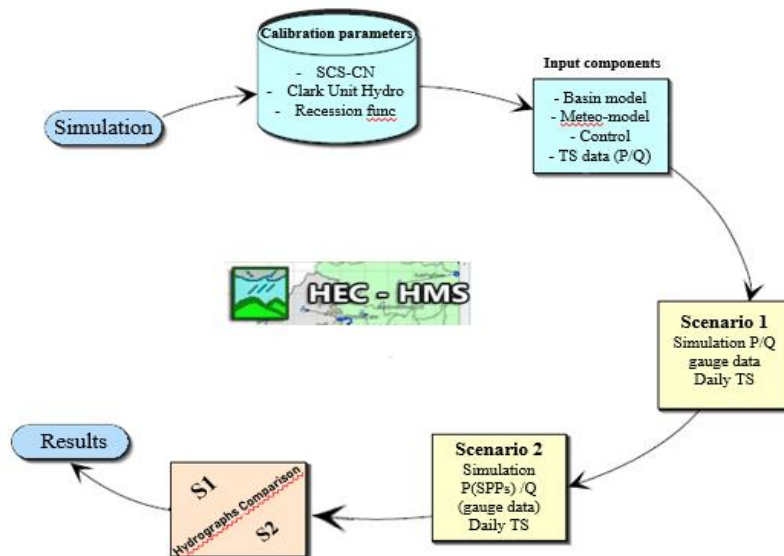 Calibration parameters
- SCS-CN
- Clark Unit Hydro
- Recession func
Simulation
Input components
- Basin model
- Meteo-model
- Control
- TS data (P/Q)
HEC - HMS
Scenario 1
Simulation P/Q
gauge data
Daily TS
Scenario 2
Simulation
P(SPPs) /Q
(gauge data)
Daily TS
S1
Hydrographs Comparison
S2
Results